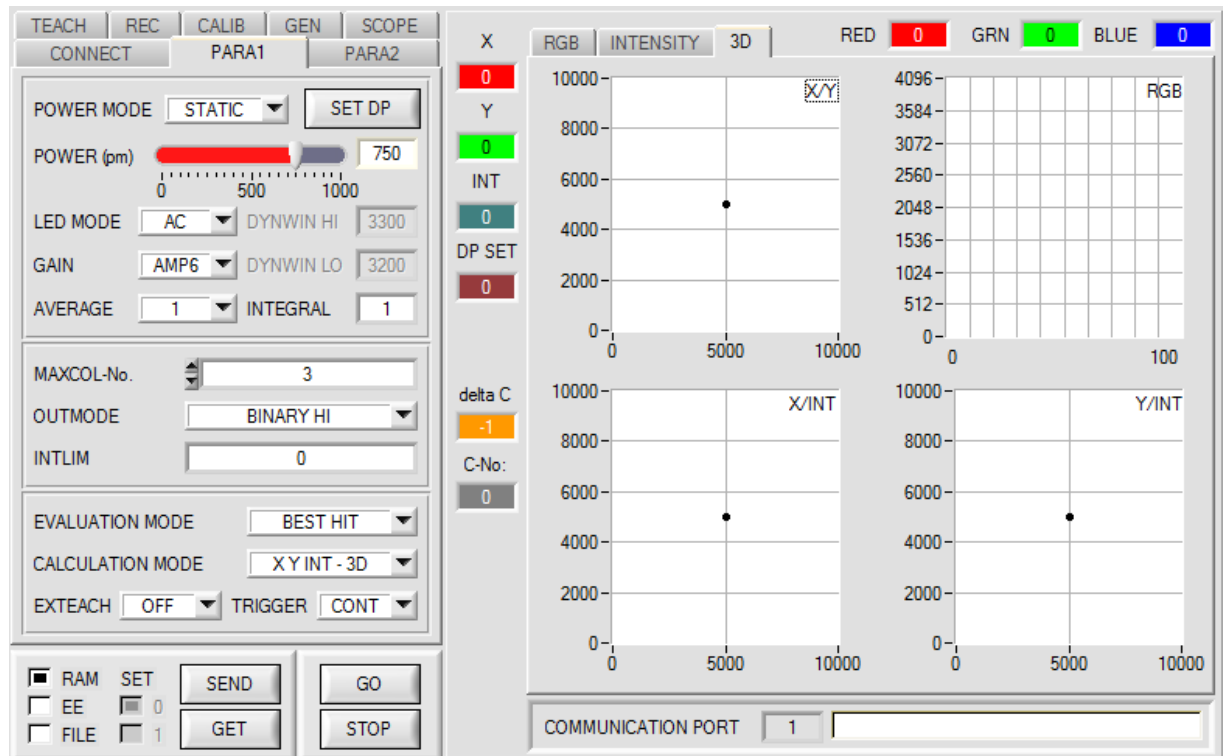 TEACH REC CALIB GEN SCOPE
CONNECT PARA1 PARA2
POWER MODE STATIC SET DP
POWER (pm) 750
0 500 1000
LED MODE AC DYNWIN HI 3300
GAIN AMP6 DYNWIN LO 3200
AVERAGE 1 INTEGRAL 1
MAXCOL-No. 3
OUTMODE BINARY HI
INTLIM 0
EVALUATION MODE BEST HIT
CALCULATION MODE X Y INT - 3D
EXTEACH OFF TRIGGER CONT
RAM SET SEND GO
EE 0
FILE 1 GET STOP
X
0
Y
0
INT
0
DP SET
0
delta C
-1
C-No:
0
RGB INTENSITY 3D RED 0 GRN 0 BLUE 0
X/Y
10000
8000
6000
4000
2000
0
0 5000 10000
RGB
4096
3584
3072
2560
2048
1536
1024
512
0
0 100
X/INT
10000
8000
6000
4000
2000
0
0 5000 10000
Y/INT
10000
8000
6000
4000
2000
0
0 5000 10000
COMMUNICATION PORT 1